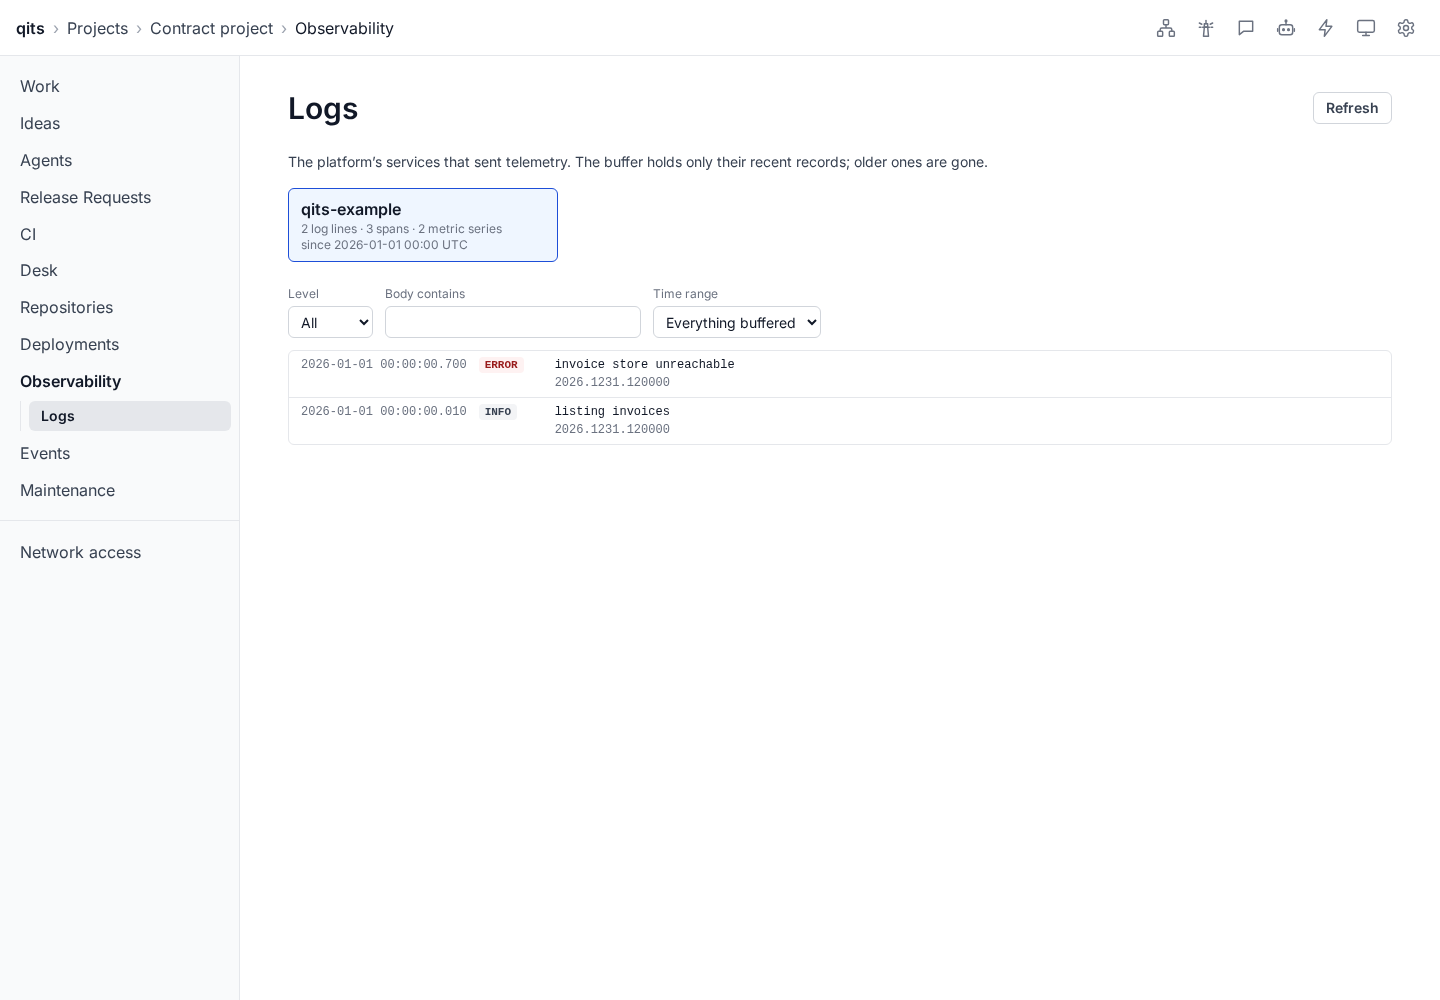 qits › Projects › Contract project › Observability
Work
Ideas
Agents
Release Requests
CI
Desk
Repositories
Deployments
Observability
Logs
Events
Maintenance
Network access
Logs
Refresh
The platform’s services that sent telemetry. The buffer holds only their recent records; older ones are gone.
qits-example
2 log lines · 3 spans · 2 metric series
since 2026-01-01 00:00 UTC
Level
Body contains
Time range
All
Everything buffered
2026-01-01 00:00:00.700 ERROR invoice store unreachable
2026.1231.120000
2026-01-01 00:00:00.010 INFO listing invoices
2026.1231.120000